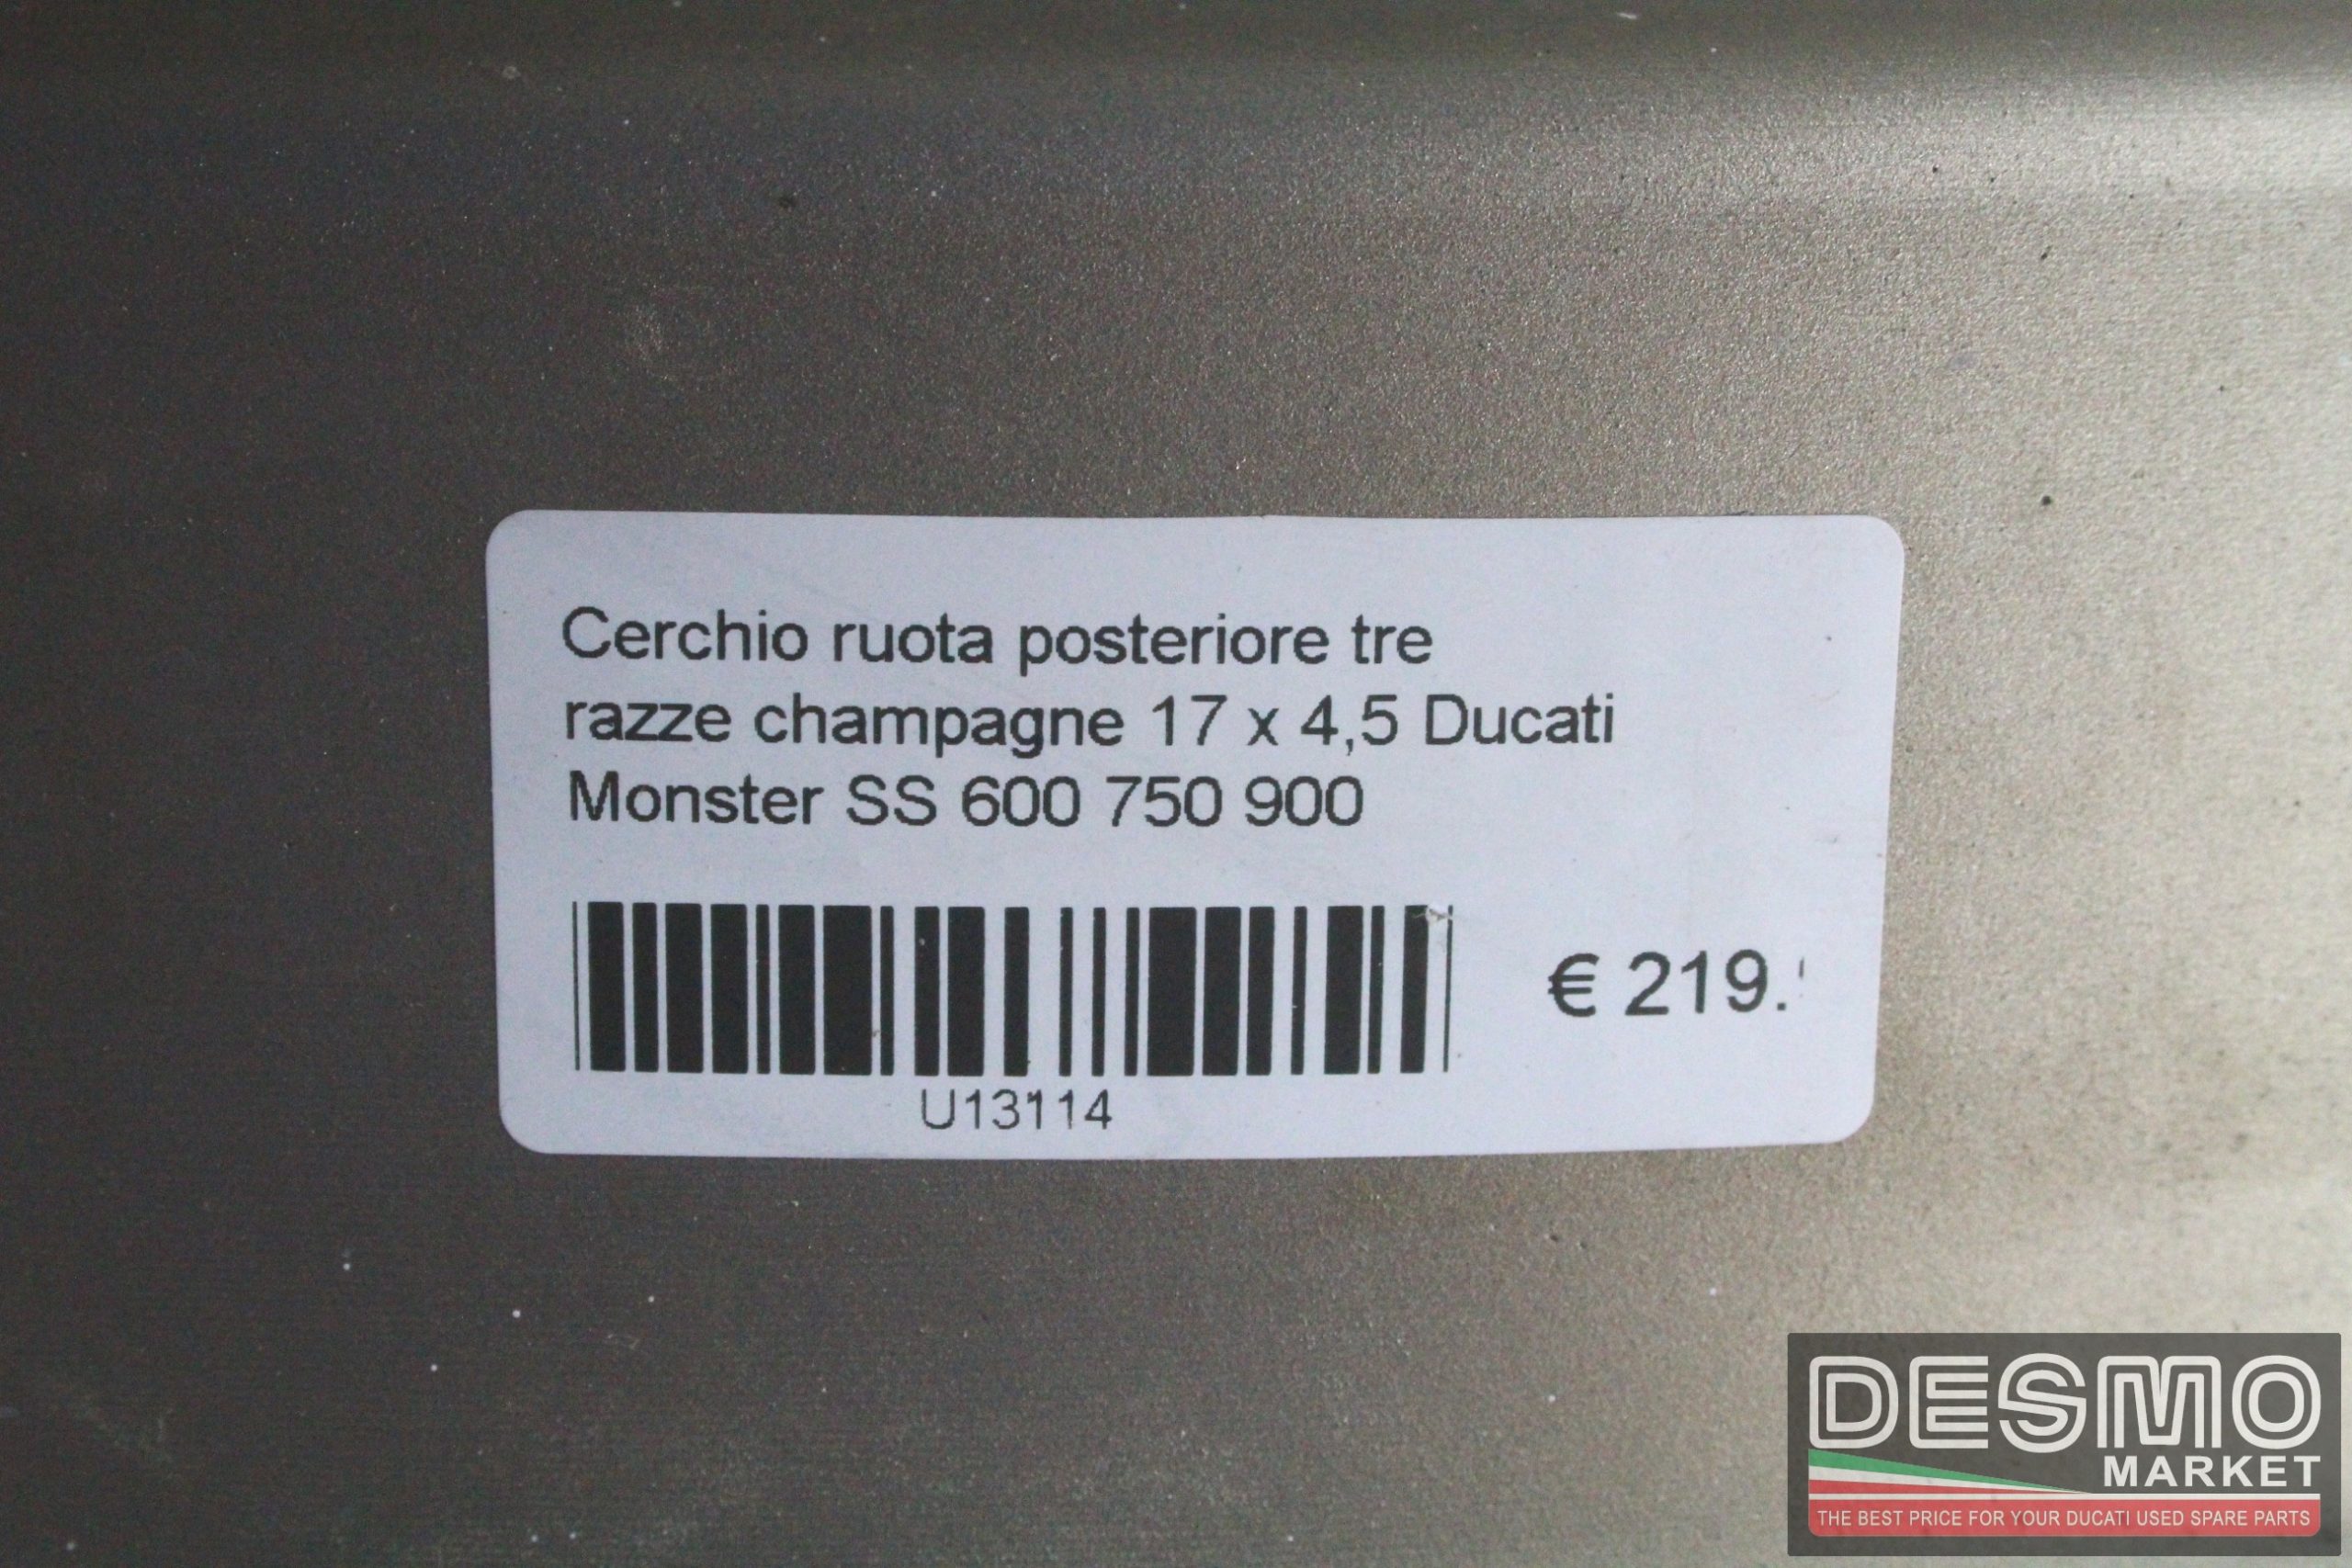 Cerchio ruota posteriore tre
razze champagne 17 x 4,5 Ducati
Monster SS 600 750 900
€ 219.
U13114
DESMO
MARKET
THE BEST PRICE FOR YOUR DUCATI USED SPARE PARTS